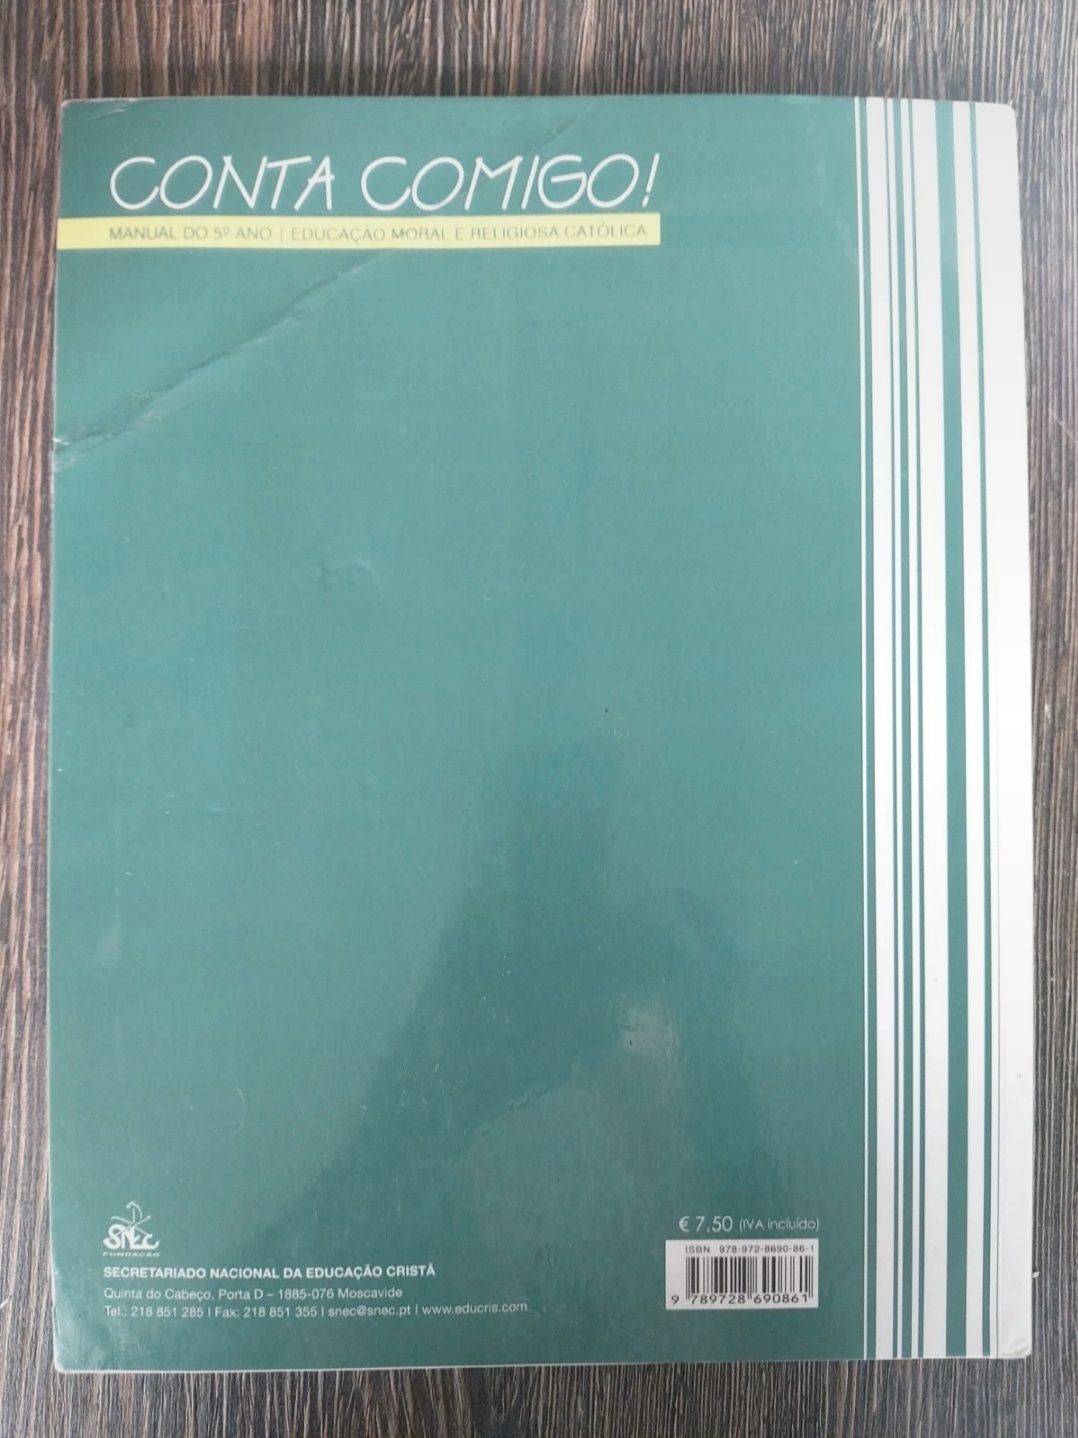 CONTA COMIGO!
MANUAL DO 5º ANO | EDUCAÇÃO MORAL E RELIGIOSA CATÓLICA
€ 7,50 (IVA incluído)
ISBN 978-972-8690-86-1
9 789728 690861
SNEC
FUNDAÇÃO
SECRETARIADO NACIONAL DA EDUCAÇÃO CRISTÃ
Quinta do Cabeço, Porta D – 1885-076 Moscavide
Tel.: 218 851 285 | Fax: 218 851 355 | snec@snec.pt | www.educris.com